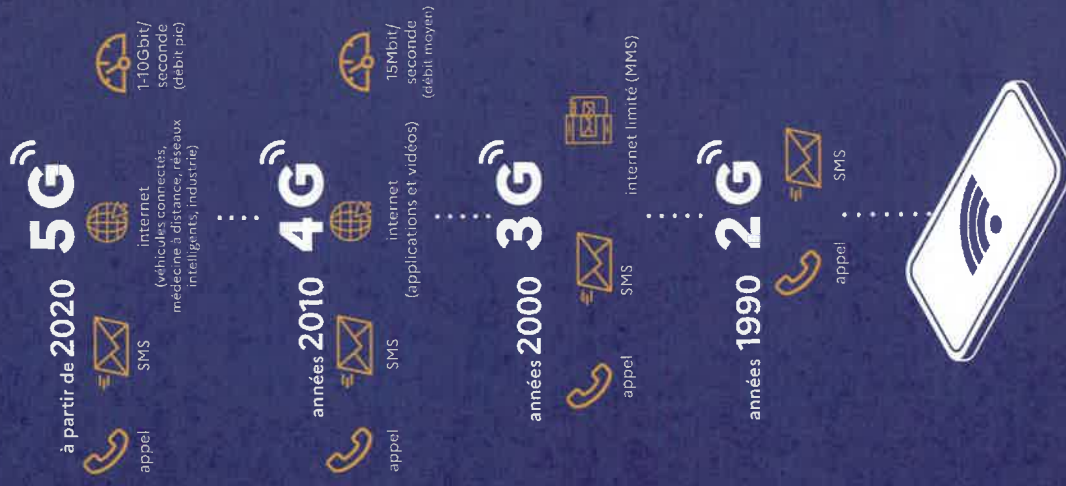 à partir de 2020 5G
appel
SMS
internet
(véhicules connectés,
médecine à distance, réseaux
intelligents, industrie)
1-10Gbit/
seconde
(débit pic)
années 2010 4G
appel
SMS
internet
(applications et vidéos)
15Mbit/
seconde
(débit moyen)
années 2000 3G
appel
SMS
internet limité (MMS)
années 1990 2G
appel
SMS